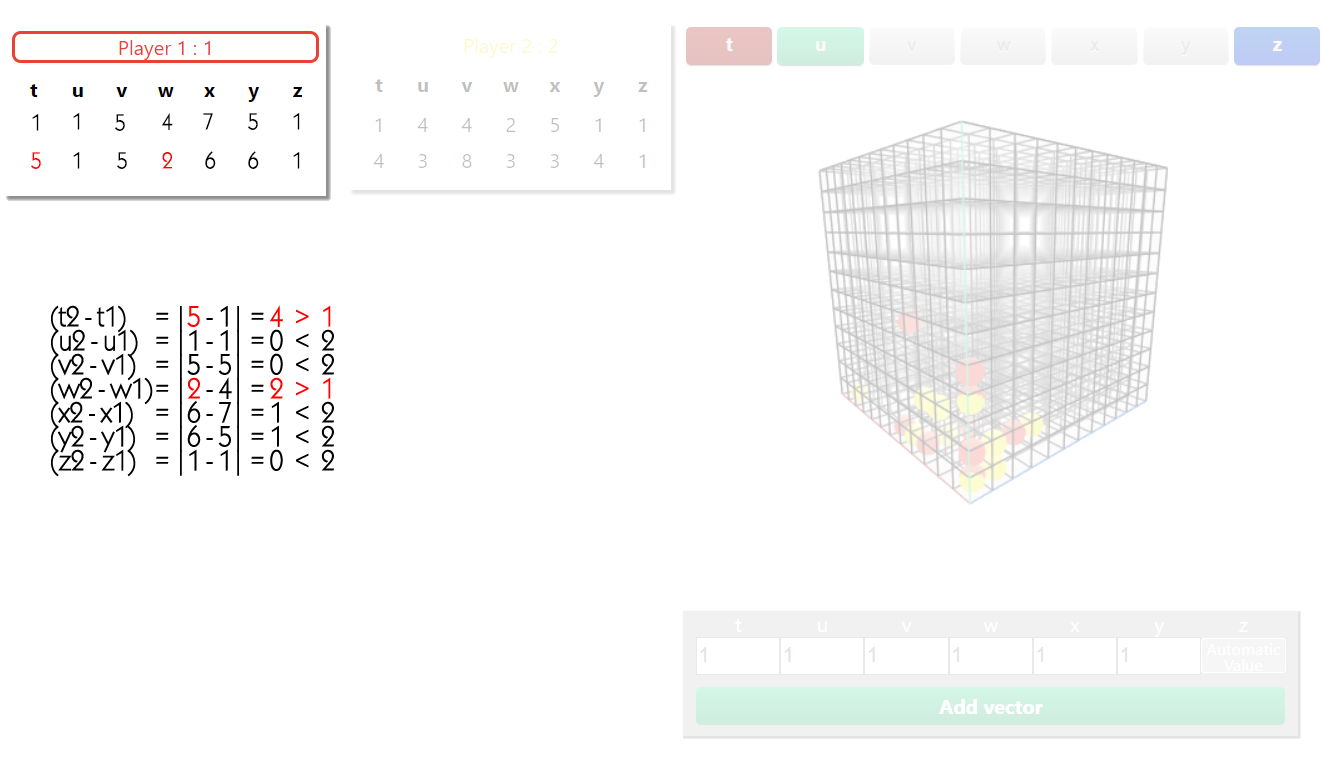 Player 1 : 1
t u v w x y z
1 1 5 4 7 5 1
5 1 5 2 6 6 1
Player 2 : 2
t u v w x y z
1 4 4 2 5 1 1
4 3 8 3 3 4 1
t u v w x y z
(t2-t1) = |5-1| = 4 > 1
(u2-u1) = |1-1| = 0 < 2
(v2-v1) = |5-5| = 0 < 2
(w2-w1) = |2-4| = 2 > 1
(x2-x1) = |6-7| = 1 < 2
(y2-y1) = |6-5| = 1 < 2
(z2-z1) = |1-1| = 0 < 2
t u v w x y z
1 1 1 1 1 1 Automatic
Value
Add vector